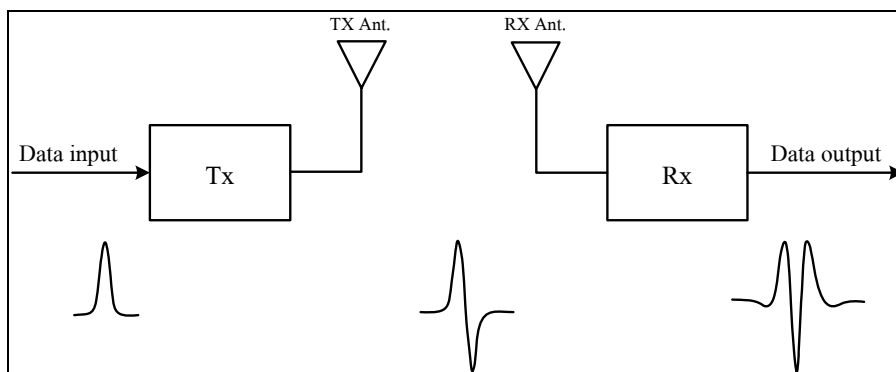 TX Ant.
RX Ant.
Data input
Tx
Rx
Data output